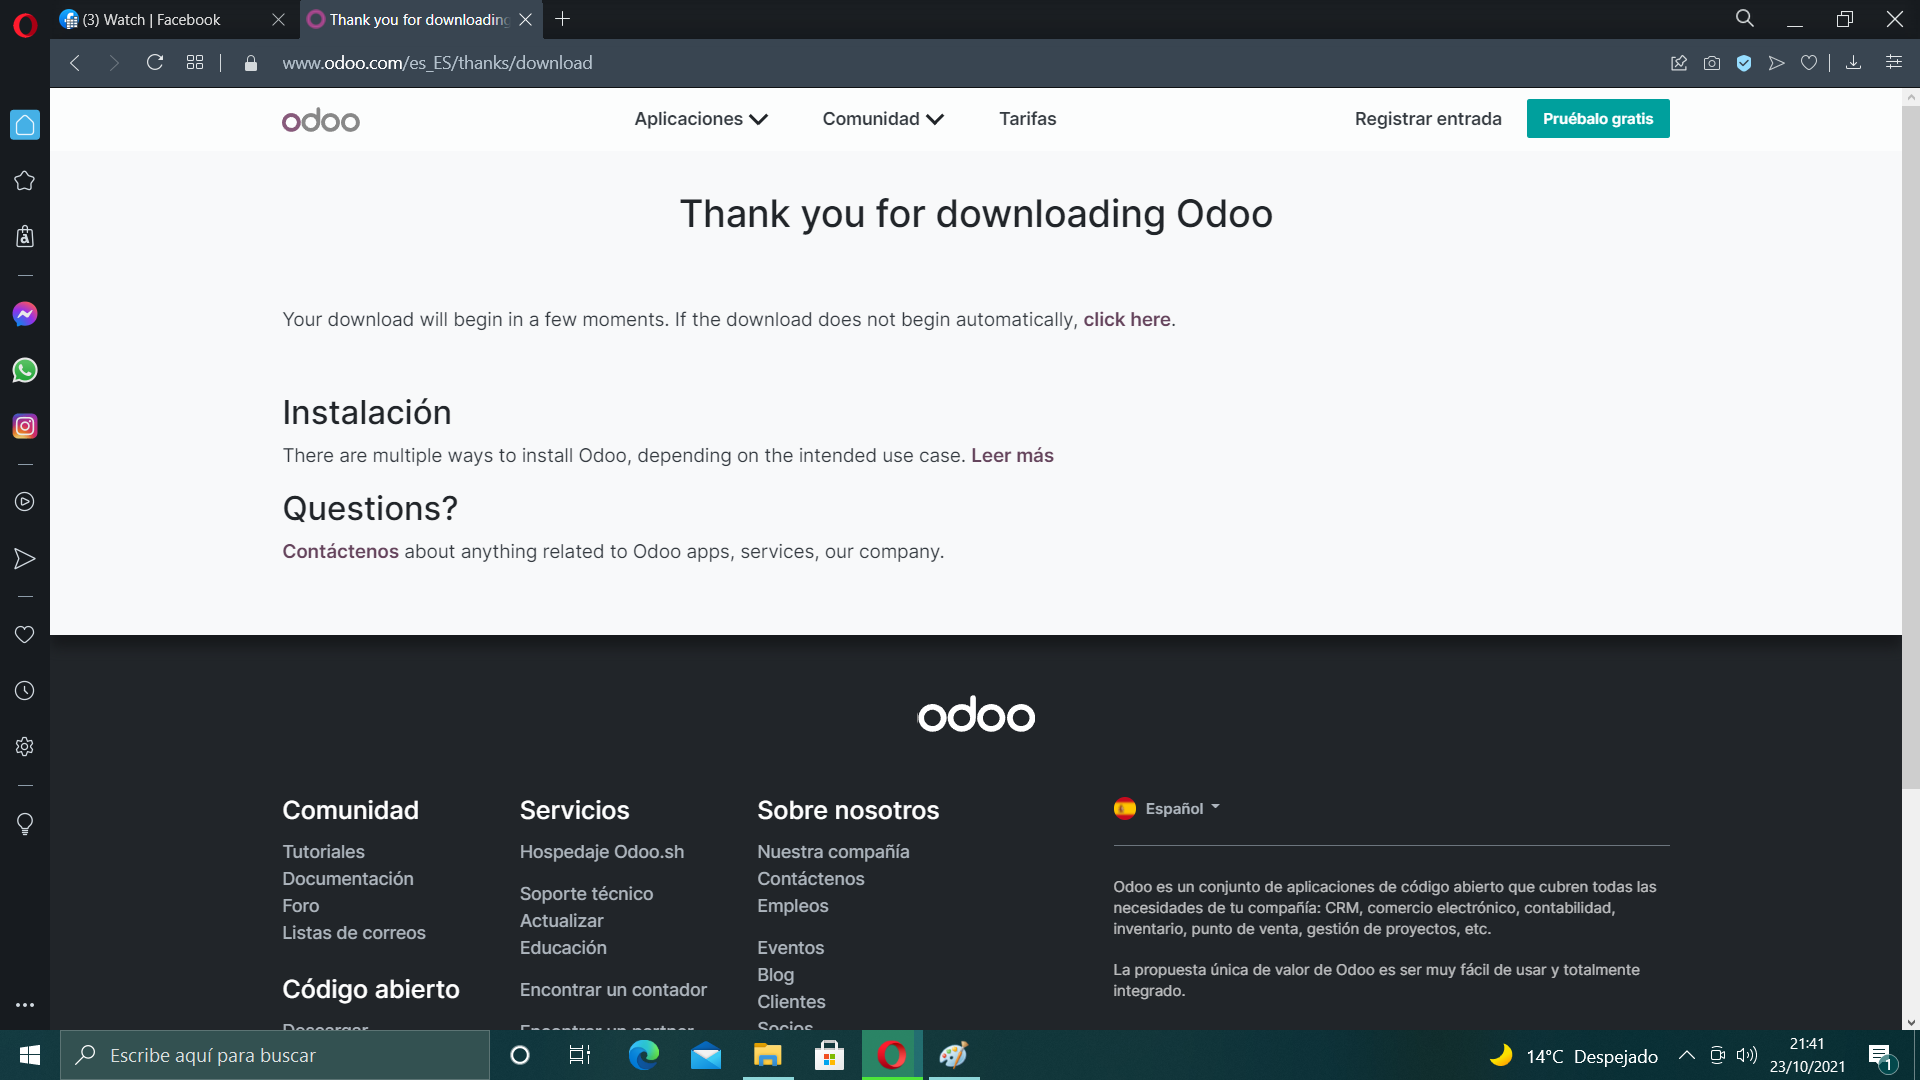 (3) Watch | Facebook
Thank you for downloading
www.odoo.com/es_ES/thanks/download
odoo
Aplicaciones
Comunidad
Tarifas
Registrar entrada
Pruébalo gratis
Thank you for downloading Odoo
Your download will begin in a few moments. If the download does not begin automatically, click here.
Instalación
There are multiple ways to install Odoo, depending on the intended use case. Leer más
Questions?
Contáctenos about anything related to Odoo apps, services, our company.
odoo
Comunidad
Tutoriales
Documentación
Foro
Listas de correos
Código abierto
Descargar
Servicios
Hospedaje Odoo.sh
Soporte técnico
Actualizar
Educación
Encontrar un contador
Encontrar un partner
Sobre nosotros
Nuestra compañía
Contáctenos
Empleos
Eventos
Blog
Clientes
Socios
Español
Odoo es un conjunto de aplicaciones de código abierto que cubren todas las
necesidades de tu compañía: CRM, comercio electrónico, contabilidad,
inventario, punto de venta, gestión de proyectos, etc.
La propuesta única de valor de Odoo es ser muy fácil de usar y totalmente
integrado.
Escribe aquí para buscar
14°C Despejado
21:41
23/10/2021
1